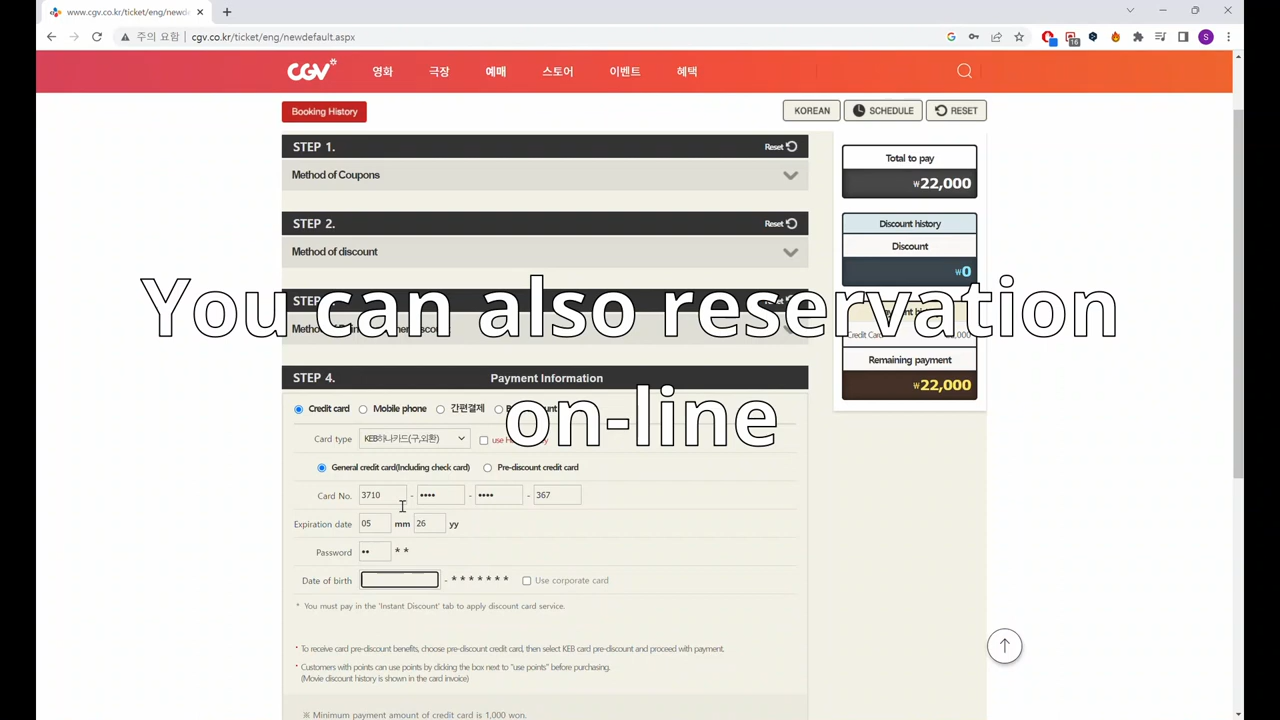 www.cgv.co.kr/ticket/eng/newd
주의 요함
cgv.co.kr/ticket/eng/newdefault.aspx
16
S
CGV
영화 극장 예매 스토어 이벤트 혜택
Booking History
KOREAN SCHEDULE RESET
STEP 1. Reset
Method of Coupons
STEP 2. Reset
Method of discount
Total to pay
₩22,000
Discount history
Discount
₩0
You can also reservation
on-line
Credit Card
Remaining payment
₩22,000
STEP 4. Payment Information
Credit card Mobile phone 간편결제
Card type KEB하나카드(구,외환)
General credit card(Including check card) Pre-discount credit card
Card No. 3710 - •••• - •••• - 367
Expiration date 05 mm 26 yy
Password •• * *
Date of birth - * * * * * * * Use corporate card
* You must pay in the 'Instant Discount' tab to apply discount card service.
• To receive card pre-discount benefits, choose pre-discount credit card, then select KEB card pre-discount and proceed with payment.
• Customers with points can use points by clicking the box next to "use points" before purchasing.
(Movie discount history is shown in the card invoice)
※ Minimum payment amount of credit card is 1,000 won.